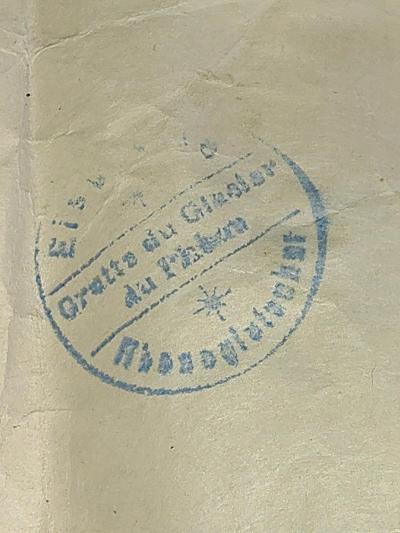 Grotte du Glacier
du Rhône
Rhonegletscher